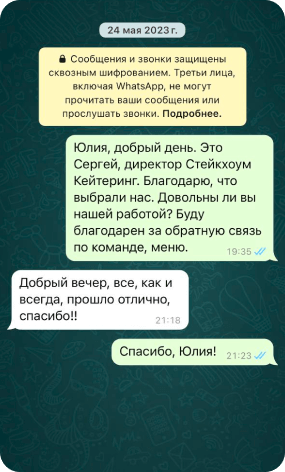 24 мая 2023 г.
Сообщения и звонки защищены
сквозным шифрованием. Третьи лица,
включая WhatsApp, не могут
прочитать ваши сообщения или
прослушать звонки. Подробнее.
Юлия, добрый день. Это
Сергей, директор Стейкхоум
Кейтеринг. Благодарю, что
выбрали нас. Довольны ли вы
нашей работой? Буду
благодарен за обратную связь
по команде, меню.
19:35
Добрый вечер, все, как и
всегда, прошло отлично,
спасибо!!
21:18
Спасибо, Юлия! 21:23